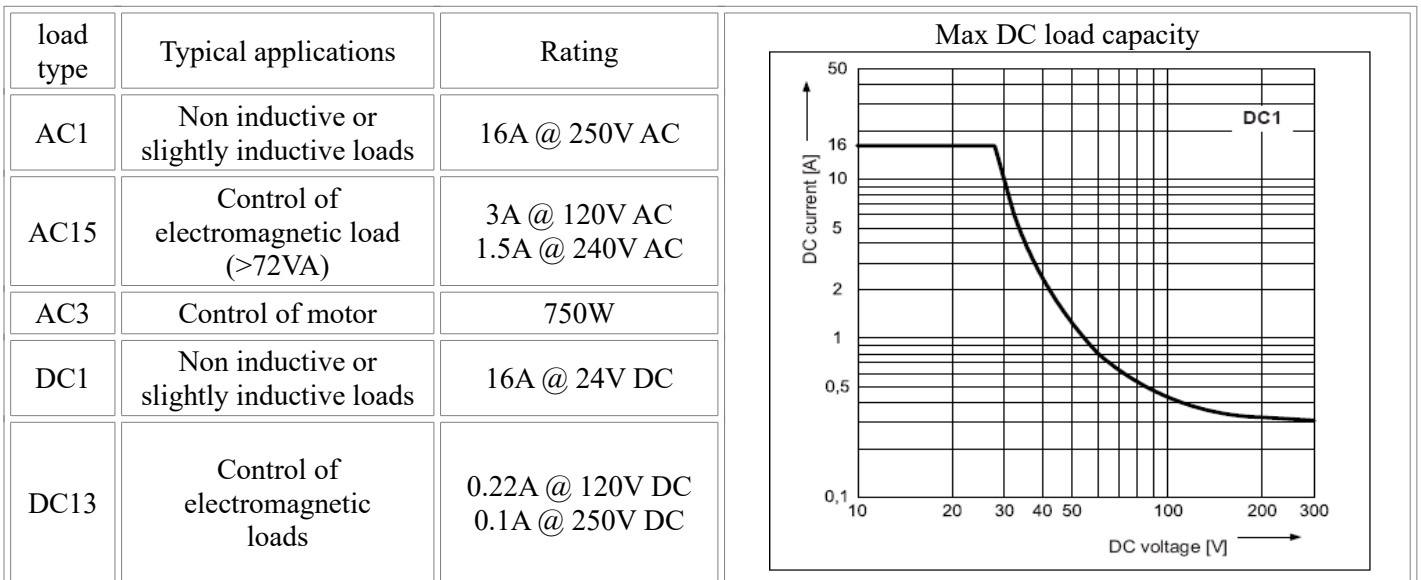 load
type
Typical applications
Rating
Max DC load capacity
AC1
Non inductive or
slightly inductive loads
16A @ 250V AC
AC15
Control of
electromagnetic load
(>72VA)
3A @ 120V AC
1.5A @ 240V AC
AC3
Control of motor
750W
DC1
Non inductive or
slightly inductive loads
16A @ 24V DC
DC13
Control of
electromagnetic
loads
0.22A @ 120V DC
0.1A @ 250V DC
DC1
DC current [A]
50
16
10
5
2
1
0,5
0,1
10 20 30 40 50 100 200 300
DC voltage [V]